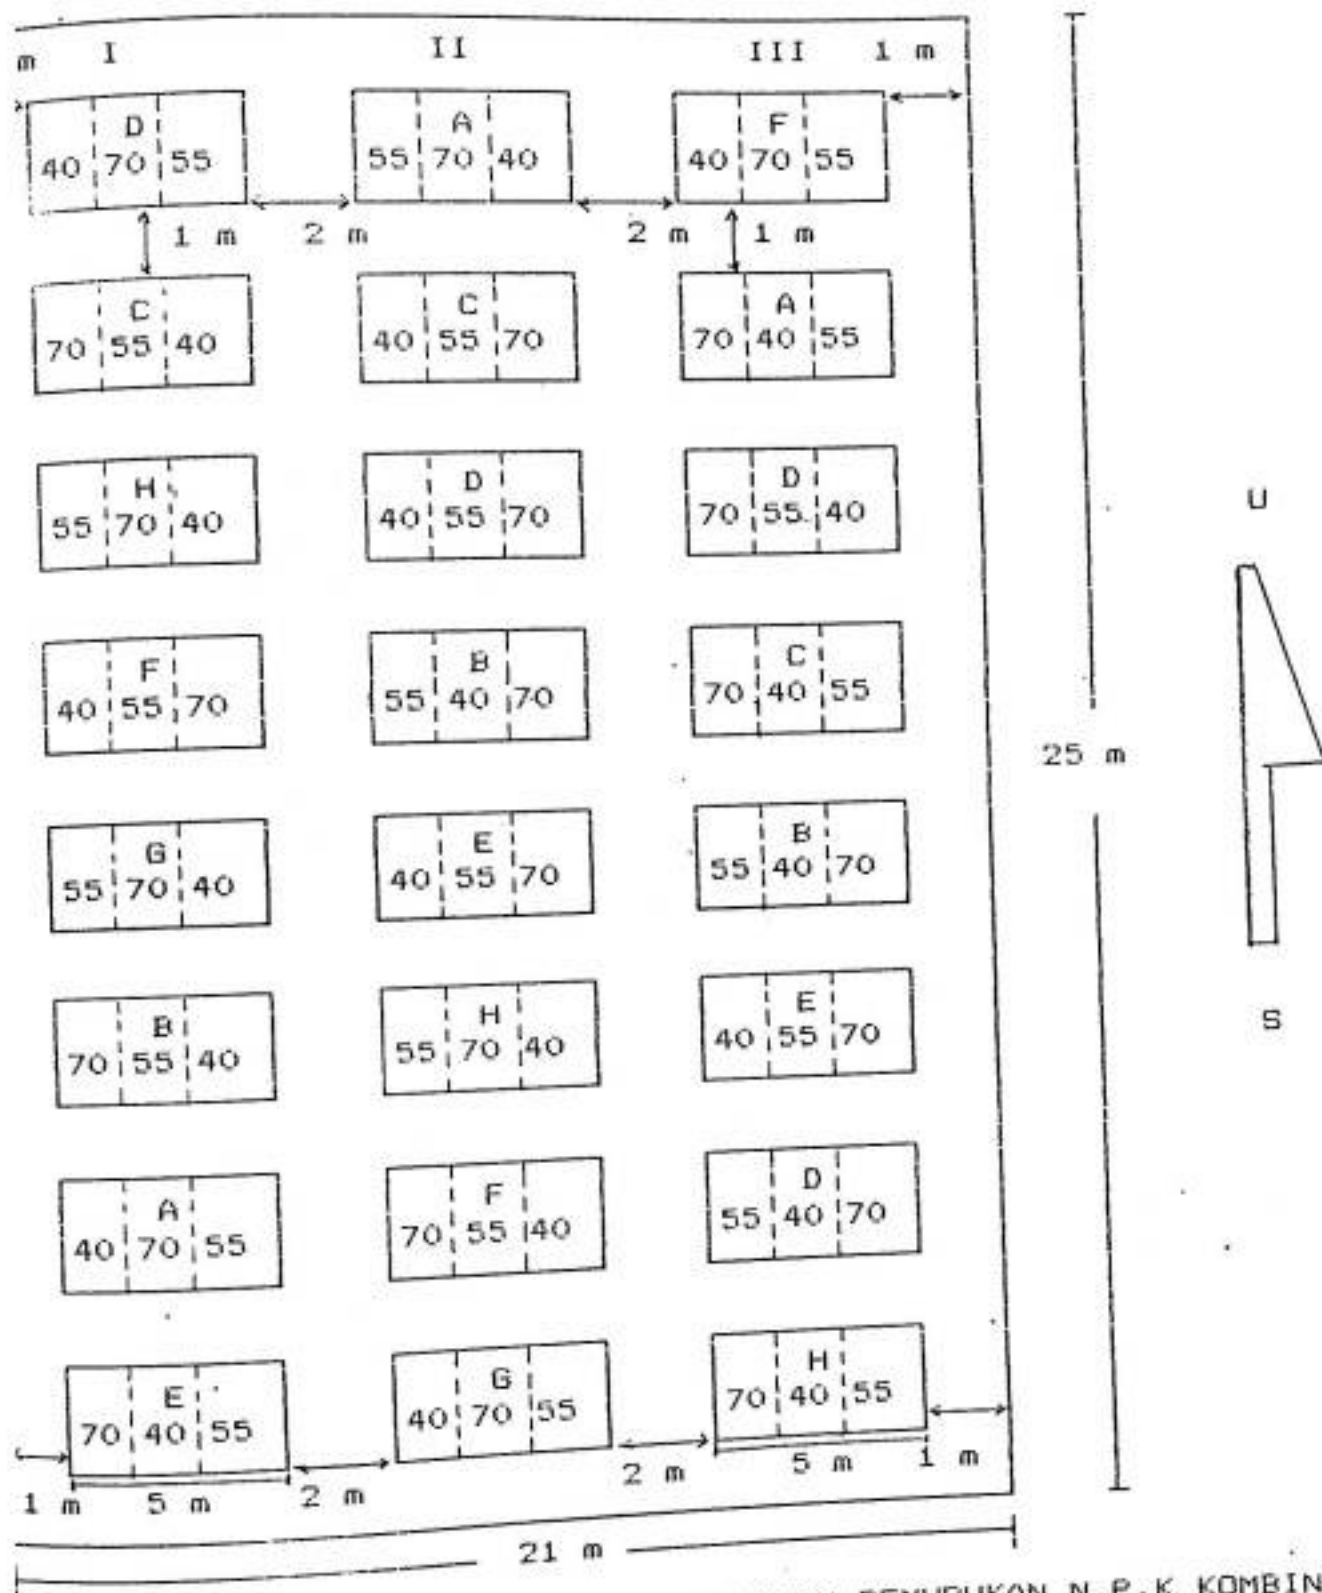 m I II III 1 m
D A F
40 70 55 55 70 40 40 70 55
1 m 2 m 2 m 1 m
C C A
70 55 40 40 55 70 70 40 55
H D D
55 70 40 40 55 70 70 55 40
U
F B C
40 55 70 55 40 70 70 40 55
25 m
G E B
55 70 40 40 55 70 55 40 70
B H E
70 55 40 55 70 40 40 55 70
S
A F D
40 70 55 70 55 40 55 40 70
E G H
70 40 55 40 70 55 70 40 55
1 m 5 m 2 m 2 m 5 m 1 m
21 m
N,P,K KOMBIN